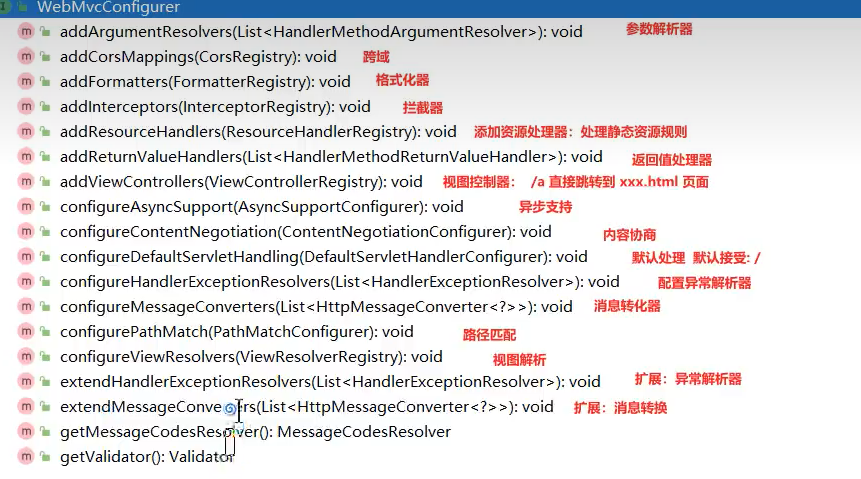 WebMvcConfigurer
addArgumentResolvers(List<HandlerMethodArgumentResolver>): void 参数解析器
addCorsMappings(CorsRegistry): void 跨域
addFormatters(FormatterRegistry): void 格式化器
addInterceptors(InterceptorRegistry): void 拦截器
addResourceHandlers(ResourceHandlerRegistry): void 添加资源处理器：处理静态资源规则
addReturnValueHandlers(List<HandlerMethodReturnValueHandler>): void 返回值处理器
addViewControllers(ViewControllerRegistry): void 视图控制器： /a 直接跳转到 xxx.html 页面
configureAsyncSupport(AsyncSupportConfigurer): void 异步支持
configureContentNegotiation(ContentNegotiationConfigurer): void 内容协商
configureDefaultServletHandling(DefaultServletHandlerConfigurer): void 默认处理 默认接受: /
configureHandlerExceptionResolvers(List<HandlerExceptionResolver>): void 配置异常解析器
configureMessageConverters(List<HttpMessageConverter<?>>): void 消息转化器
configurePathMatch(PathMatchConfigurer): void 路径匹配
configureViewResolvers(ViewResolverRegistry): void 视图解析
extendHandlerExceptionResolvers(List<HandlerExceptionResolver>): void 扩展：异常解析器
extendMessageConverters(List<HttpMessageConverter<?>>): void 扩展：消息转换
getMessageCodesResolver(): MessageCodesResolver
getValidator(): Validator